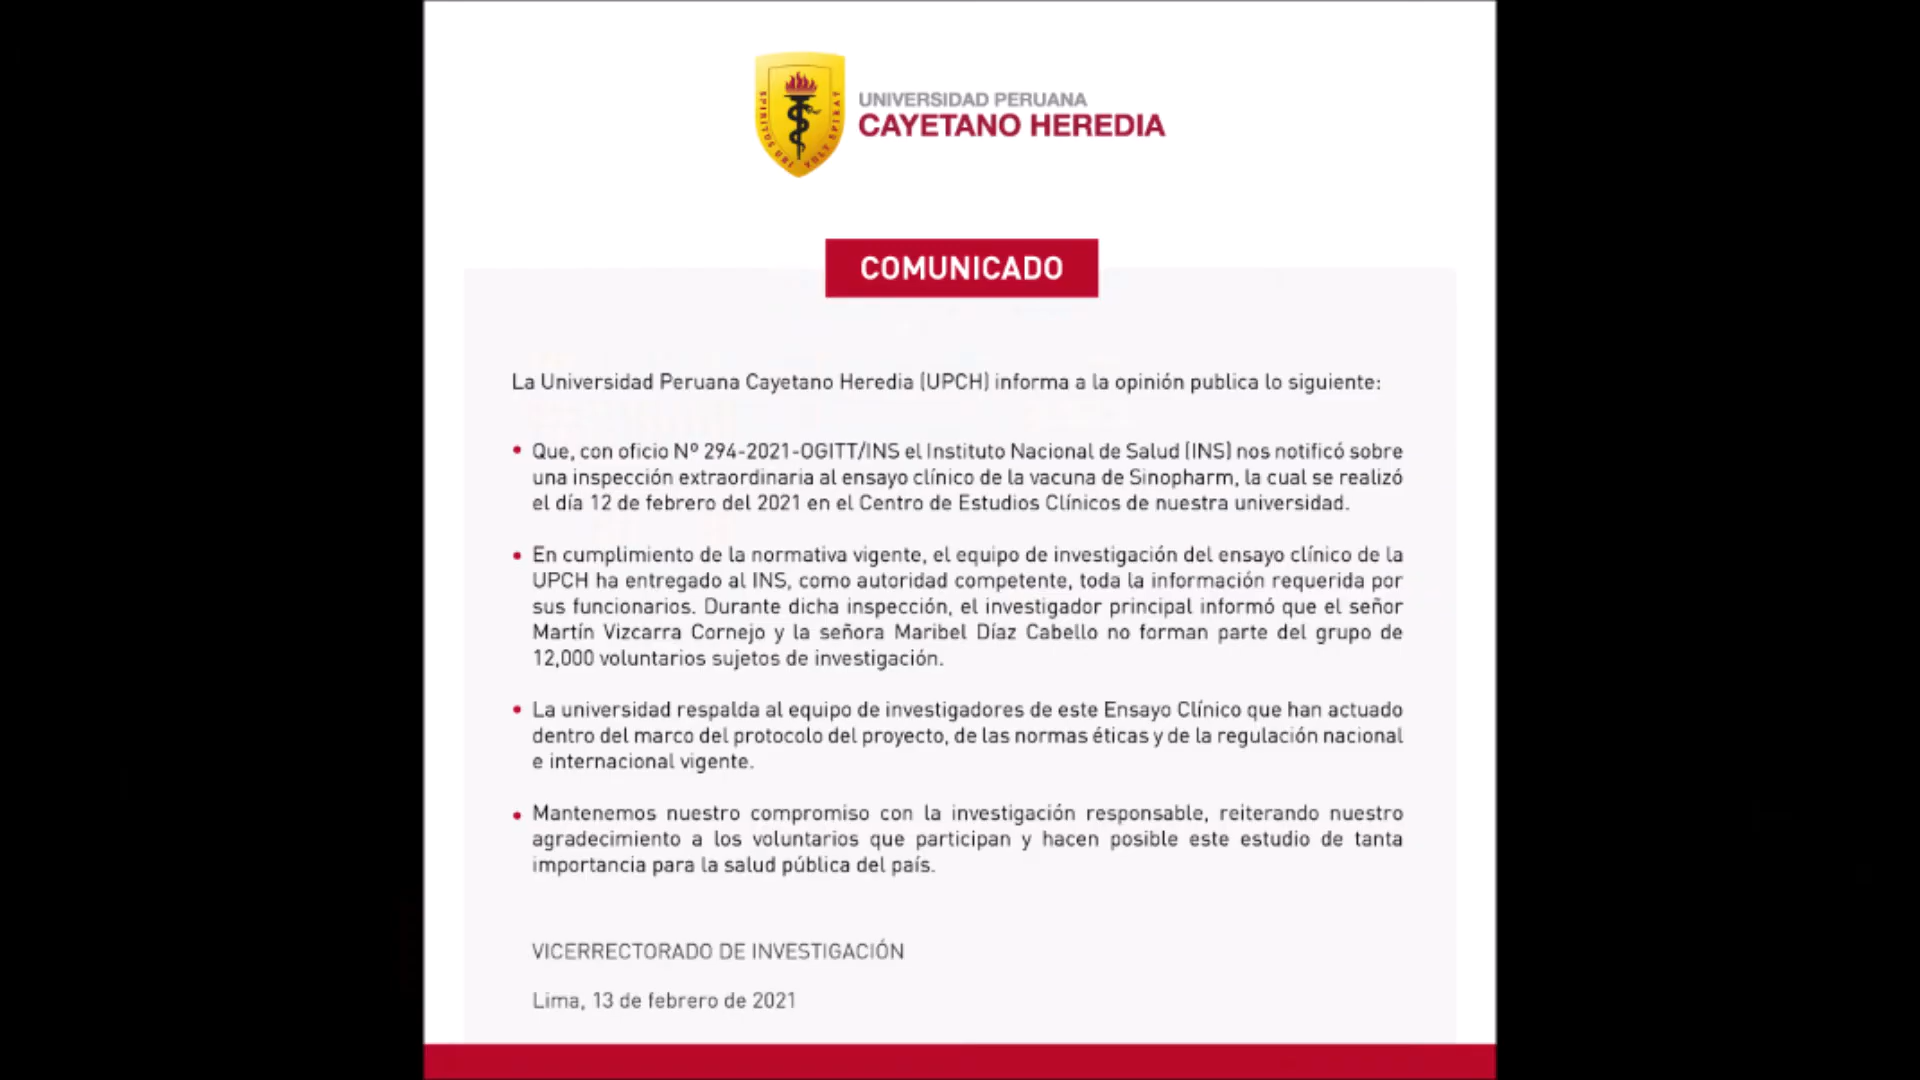 SPIRITUS UBI VULT SPIRAT
UNIVERSIDAD PERUANA
CAYETANO HEREDIA
COMUNICADO
La Universidad Peruana Cayetano Heredia (UPCH) informa a la opinión publica lo siguiente:
• Que, con oficio Nº 294-2021-OGITT/INS el Instituto Nacional de Salud (INS) nos notificó sobre
una inspección extraordinaria al ensayo clínico de la vacuna de Sinopharm, la cual se realizó
el día 12 de febrero del 2021 en el Centro de Estudios Clínicos de nuestra universidad.
• En cumplimiento de la normativa vigente, el equipo de investigación del ensayo clínico de la
UPCH ha entregado al INS, como autoridad competente, toda la información requerida por
sus funcionarios. Durante dicha inspección, el investigador principal informó que el señor
Martín Vizcarra Cornejo y la señora Maribel Díaz Cabello no forman parte del grupo de
12,000 voluntarios sujetos de investigación.
• La universidad respalda al equipo de investigadores de este Ensayo Clínico que han actuado
dentro del marco del protocolo del proyecto, de las normas éticas y de la regulación nacional
e internacional vigente.
• Mantenemos nuestro compromiso con la investigación responsable, reiterando nuestro
agradecimiento a los voluntarios que participan y hacen posible este estudio de tanta
importancia para la salud pública del país.
VICERRECTORADO DE INVESTIGACIÓN
Lima, 13 de febrero de 2021